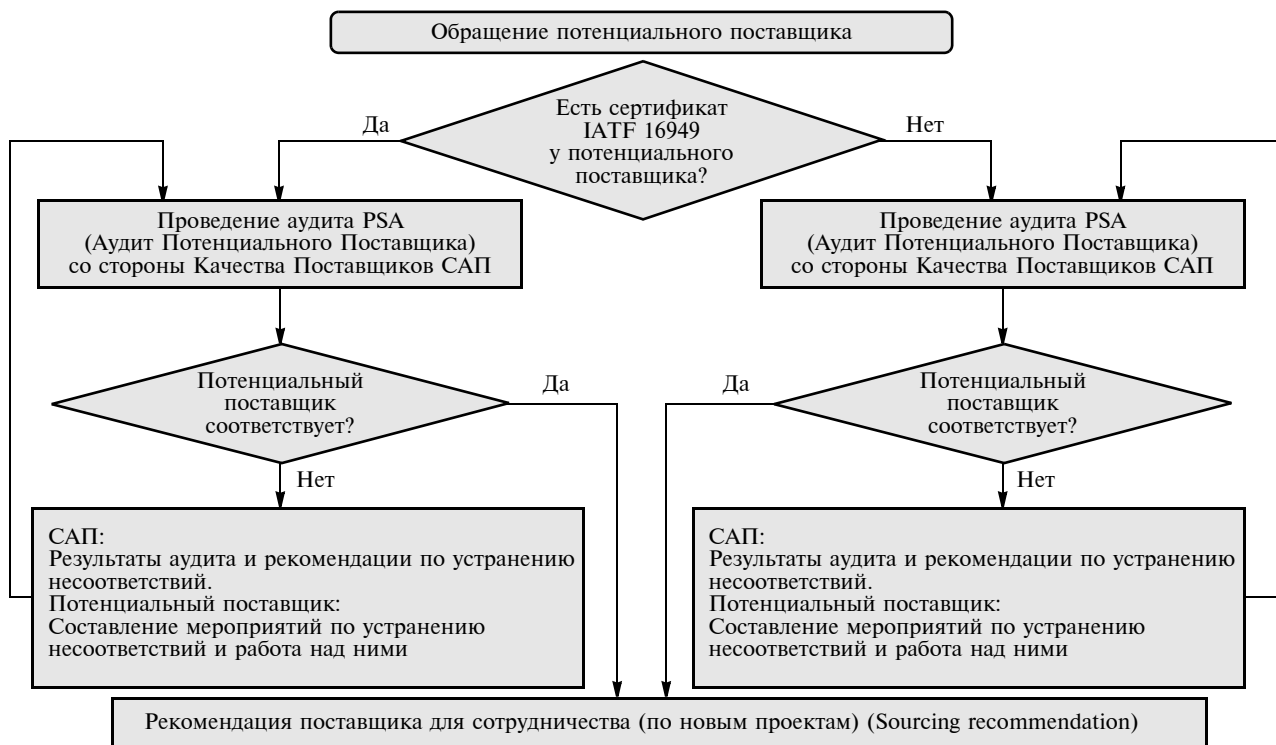 Обращение потенциального поставщика
Есть сертификат
IATF 16949
у потенциального
поставщика?
Да
Нет
Проведение аудита PSA
(Аудит Потенциального Поставщика)
со стороны Качества Поставщиков САП
Проведение аудита PSA
(Аудит Потенциального Поставщика)
со стороны Качества Поставщиков САП
Потенциальный
поставщик
соответствует?
Да
Нет
Да
Потенциальный
поставщик
соответствует?
Нет
САП:
Результаты аудита и рекомендации по устранению
несоответствий.
Потенциальный поставщик:
Составление мероприятий по устранению
несоответствий и работа над ними
САП:
Результаты аудита и рекомендации по устранению
несоответствий.
Потенциальный поставщик:
Составление мероприятий по устранению
несоответствий и работа над ними
Рекомендация поставщика для сотрудничества (по новым проектам) (Sourcing recommendation)